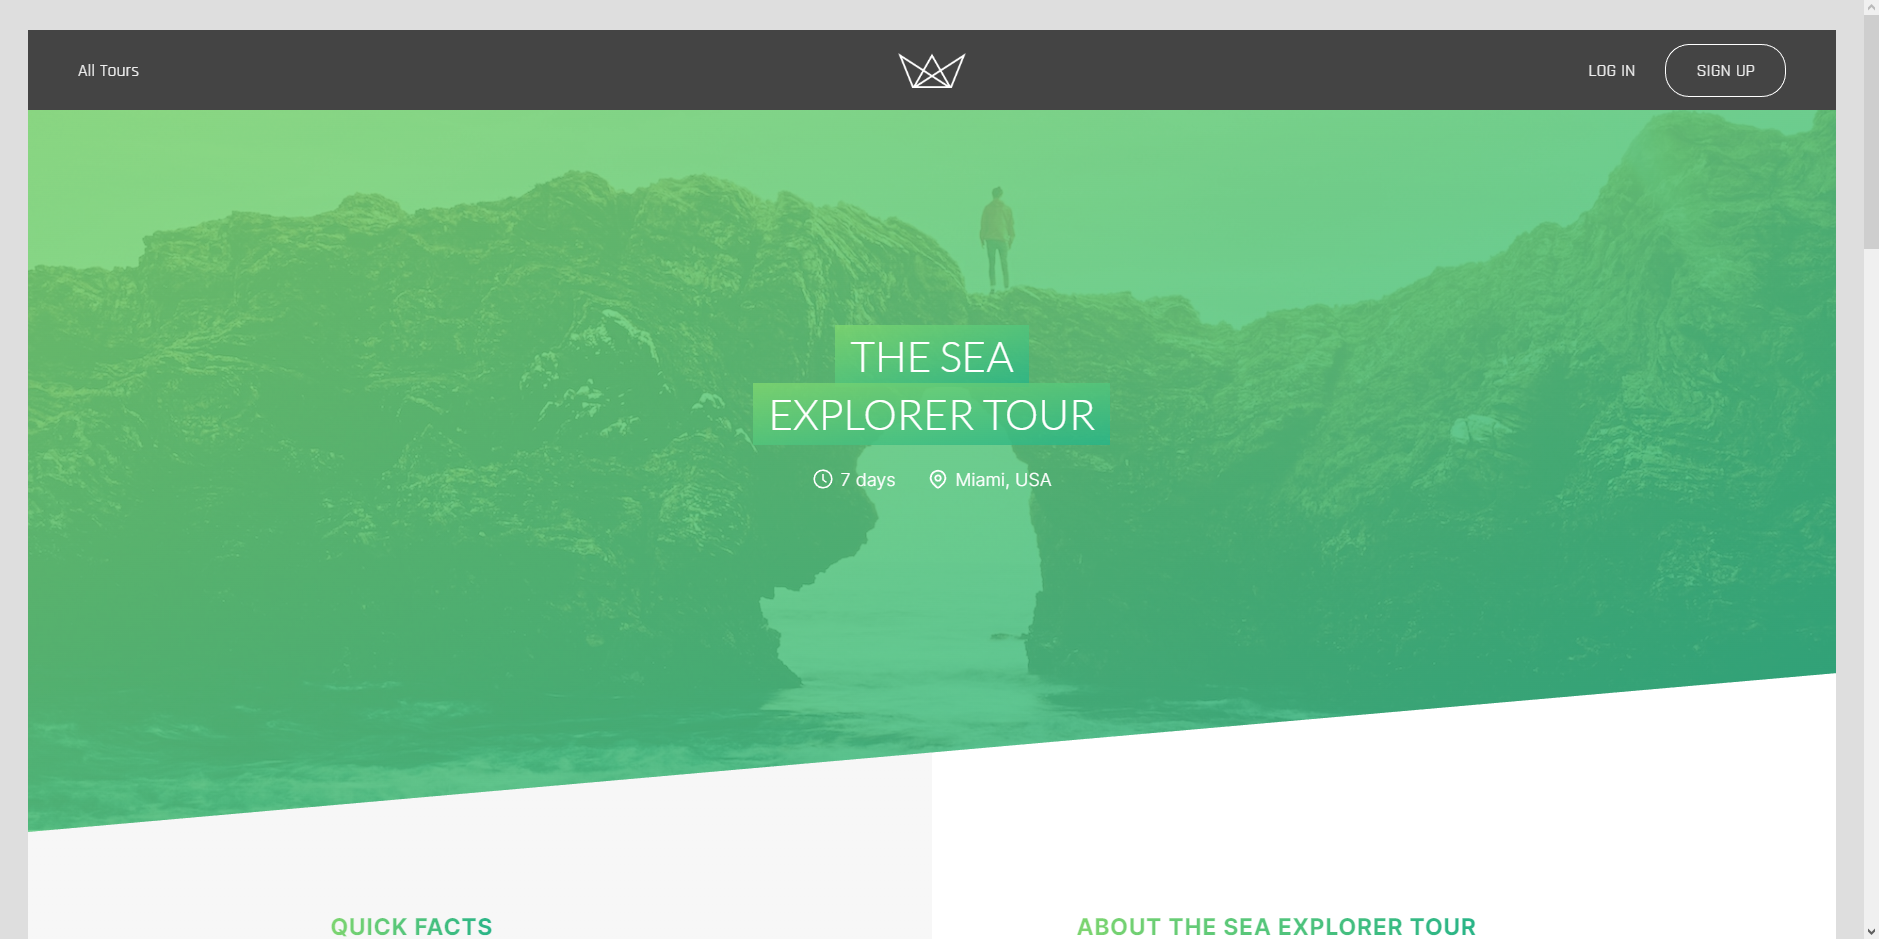 All Tours
LOG IN
SIGN UP
THE SEA
EXPLORER TOUR
7 days
Miami, USA
QUICK FACTS
ABOUT THE SEA EXPLORER TOUR